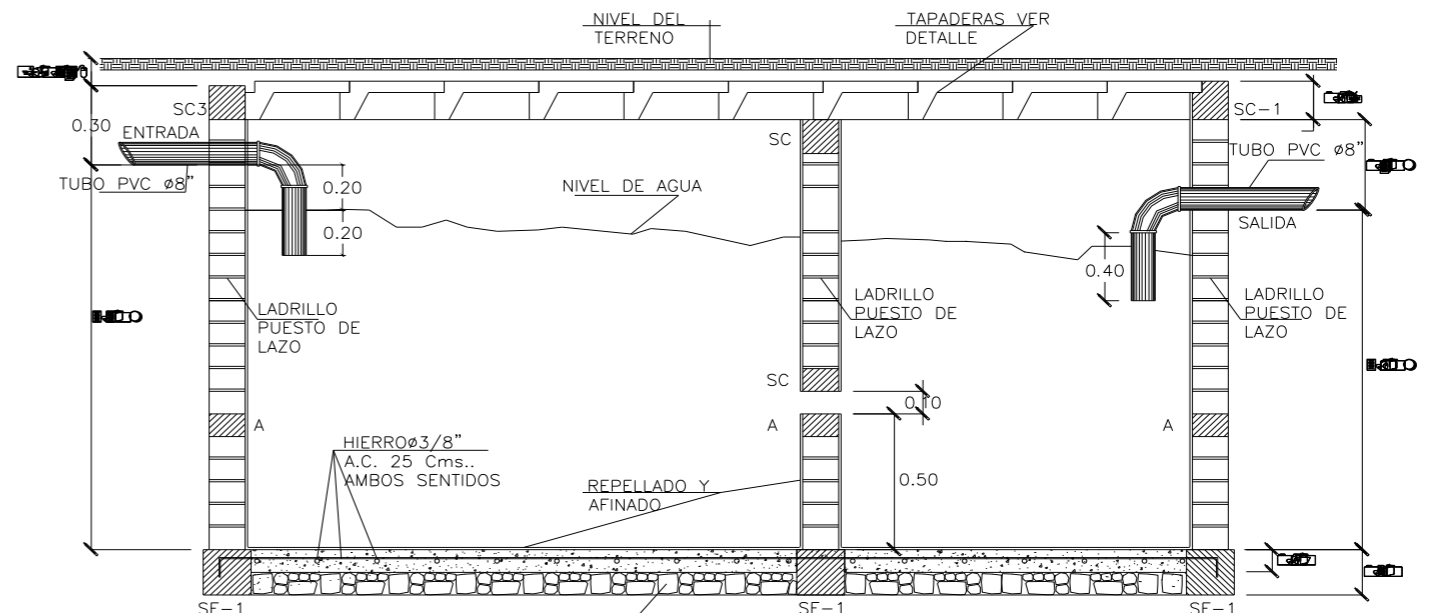 NIVEL DEL
TERRENO
TAPADERAS VER
DETALLE
SC3
SC-1
0.30
ENTRADA
SC
TUBO PVC ø8"
TUBO PVC ø8"
0.20
NIVEL DE AGUA
0.20
SALIDA
0.40
LADRILLO
PUESTO DE
LAZO
LADRILLO
PUESTO DE
LAZO
LADRILLO
PUESTO DE
LAZO
SC
0.10
A
A
A
HIERROø3/8"
A.C. 25 Cms..
AMBOS SENTIDOS
REPELLADO Y
AFINADO
0.50
SF-1
SF-1
SF-1